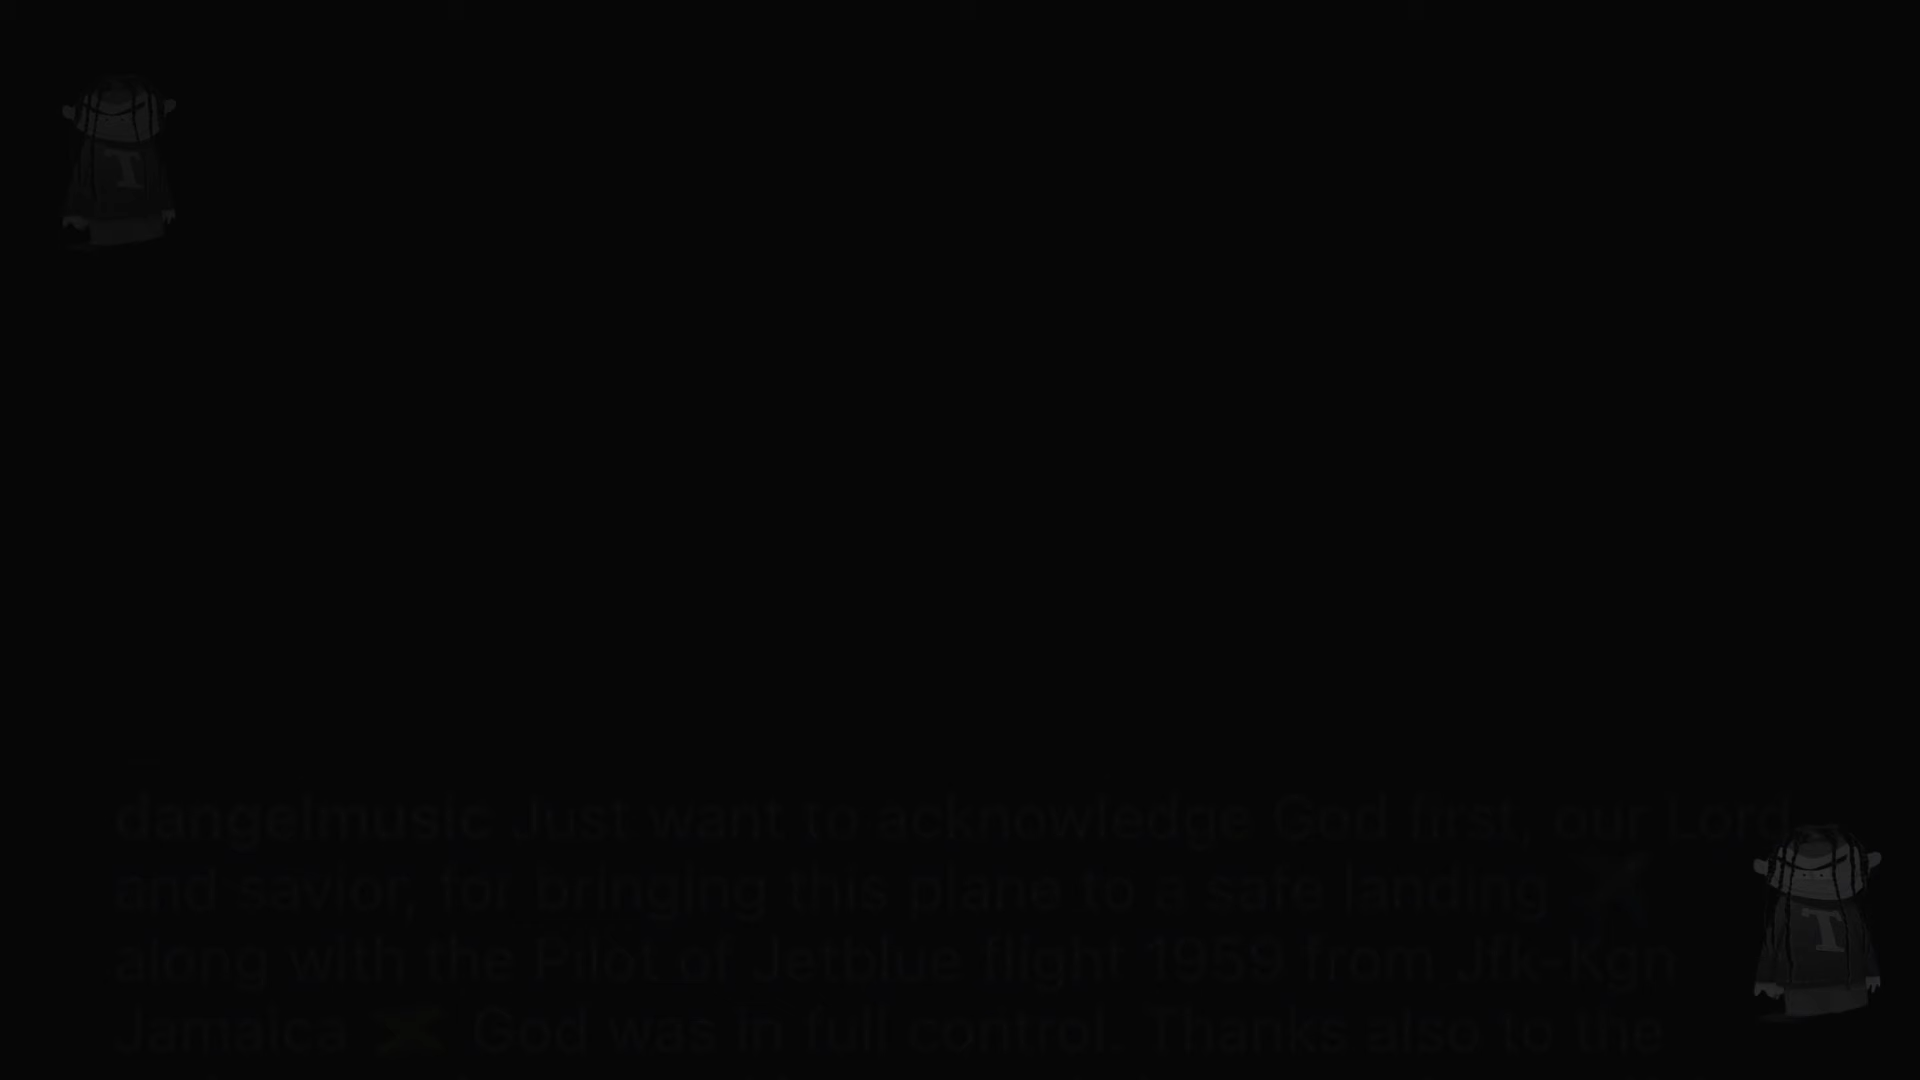 T
dangelmusic Just want to acknowledge God first, our Lord
and savior, for bringing this plane to a safe landing
along with the Pilot of Jetblue flight 1959 from Jfk-Kgn
Jamaica God was in full control. Thanks also to the
T